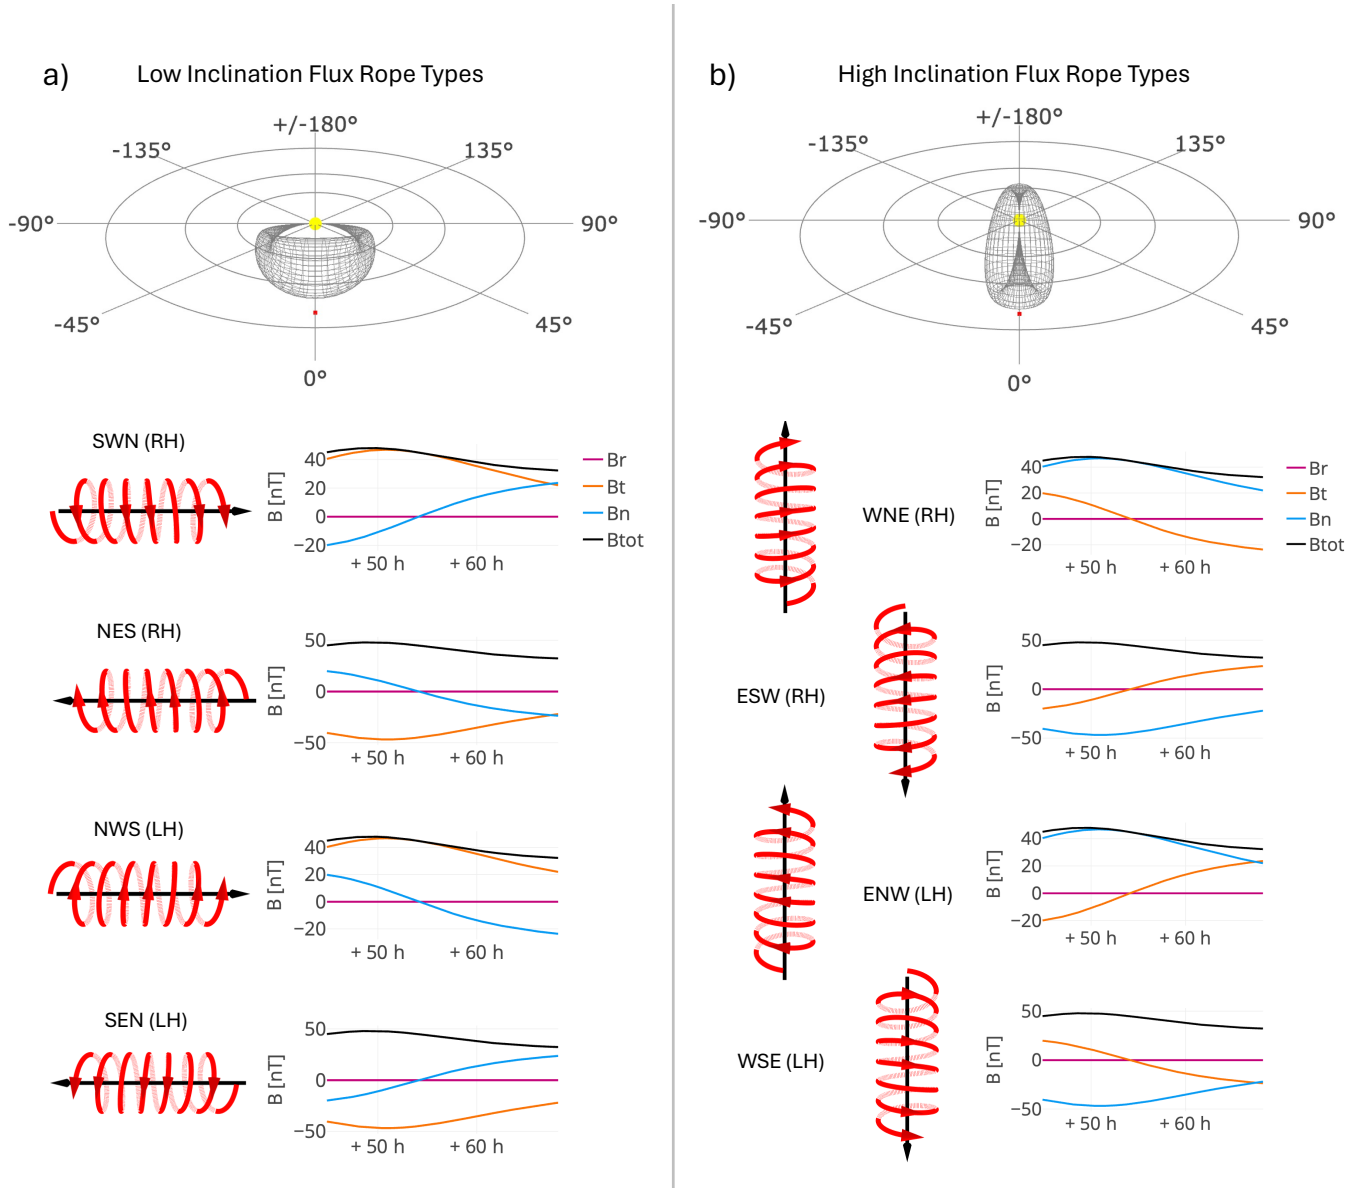 a)
Low Inclination Flux Rope Types
+/-180°
-135°
135°
-90°
90°
-45°
45°
0°
SWN (RH)
B [nT]
40
20
0
−20
+ 50 h
+ 60 h
Br
Bt
Bn
Btot
NES (RH)
B [nT]
50
0
−50
+ 50 h
+ 60 h
NWS (LH)
B [nT]
40
20
0
−20
+ 50 h
+ 60 h
SEN (LH)
B [nT]
50
0
−50
+ 50 h
+ 60 h
b)
High Inclination Flux Rope Types
+/-180°
-135°
135°
-90°
90°
-45°
45°
0°
WNE (RH)
B [nT]
40
20
0
−20
+ 50 h
+ 60 h
Br
Bt
Bn
Btot
ESW (RH)
B [nT]
50
0
−50
+ 50 h
+ 60 h
ENW (LH)
B [nT]
40
20
0
−20
+ 50 h
+ 60 h
WSE (LH)
B [nT]
50
0
−50
+ 50 h
+ 60 h